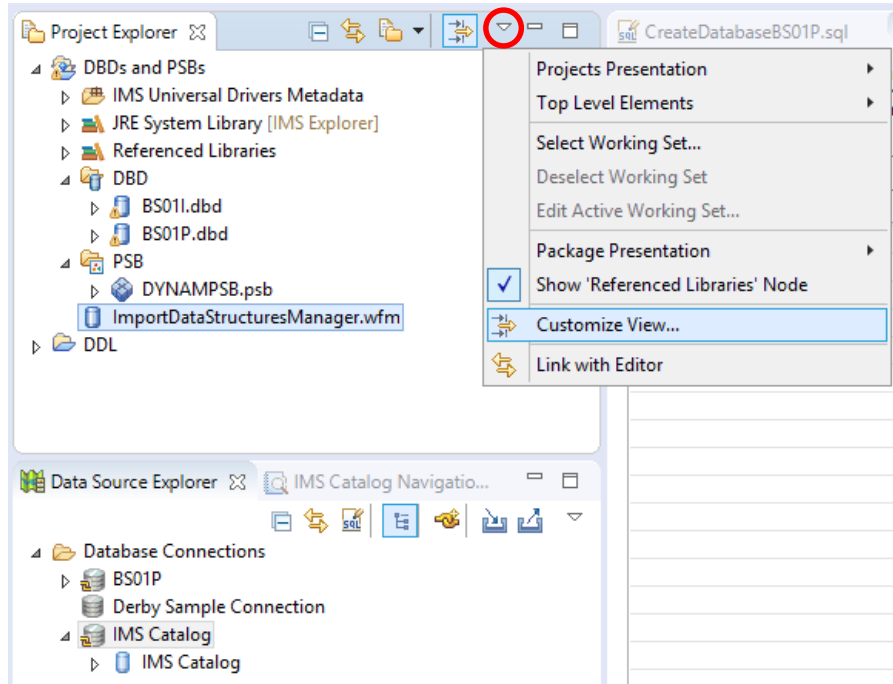 Project Explorer
CreateDatabaseBS01P.sql
DBDs and PSBs
IMS Universal Drivers Metadata
JRE System Library [IMS Explorer]
Referenced Libraries
DBD
BS01I.dbd
BS01P.dbd
PSB
DYNAMPSB.psb
ImportDataStructuresManager.wfm
DDL
Projects Presentation
Top Level Elements
Select Working Set...
Deselect Working Set
Edit Active Working Set...
Package Presentation
Show 'Referenced Libraries' Node
Customize View...
Link with Editor
Data Source Explorer
IMS Catalog Navigatio...
Database Connections
BS01P
Derby Sample Connection
IMS Catalog
IMS Catalog